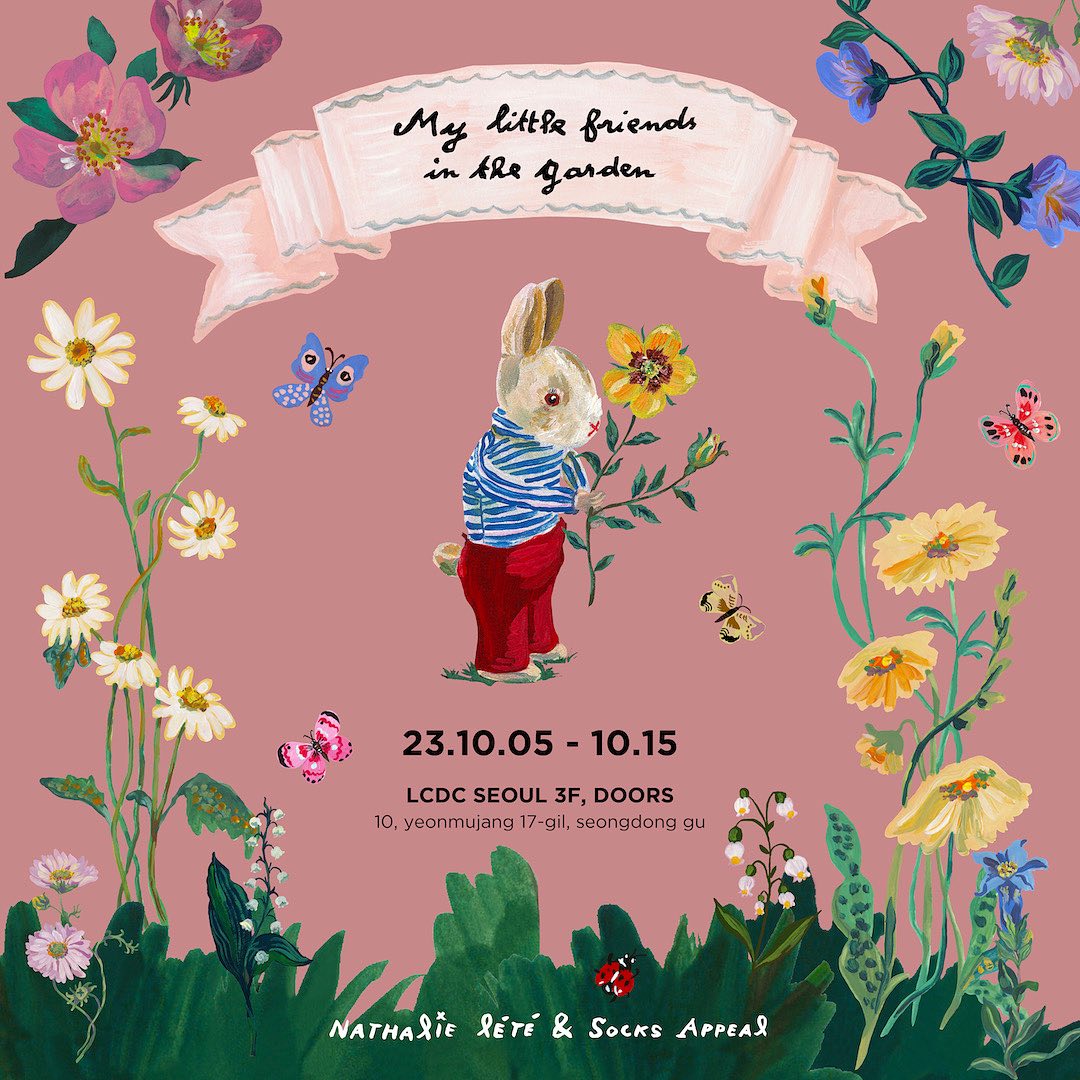 My little friends
in the garden
23.10.05 - 10.15
LCDC SEOUL 3F, DOORS
10, yeonmujang 17-gil, seongdong gu
NATHALIE LÉTÉ & SOCKS APPEAL